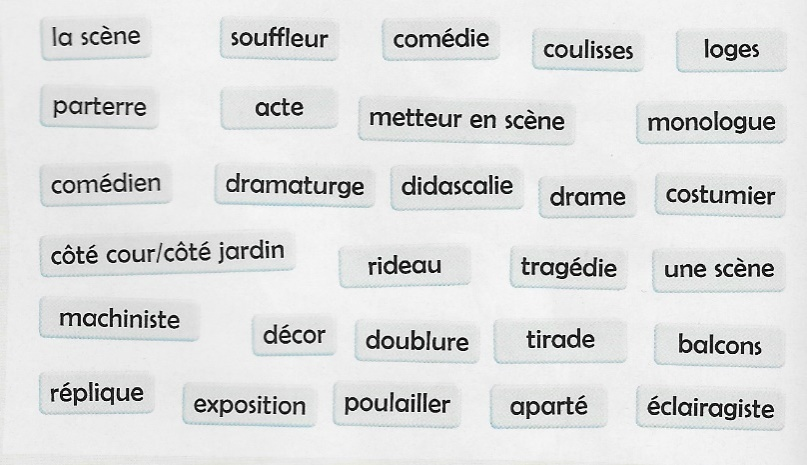 la scène souffleur comédie coulisses loges
parterre acte metteur en scène monologue
comédien dramaturge didascalie drame costumier
côté cour/côté jardin rideau tragédie une scène
machiniste décor doublure tirade balcons
réplique exposition poulailler aparté éclairagiste